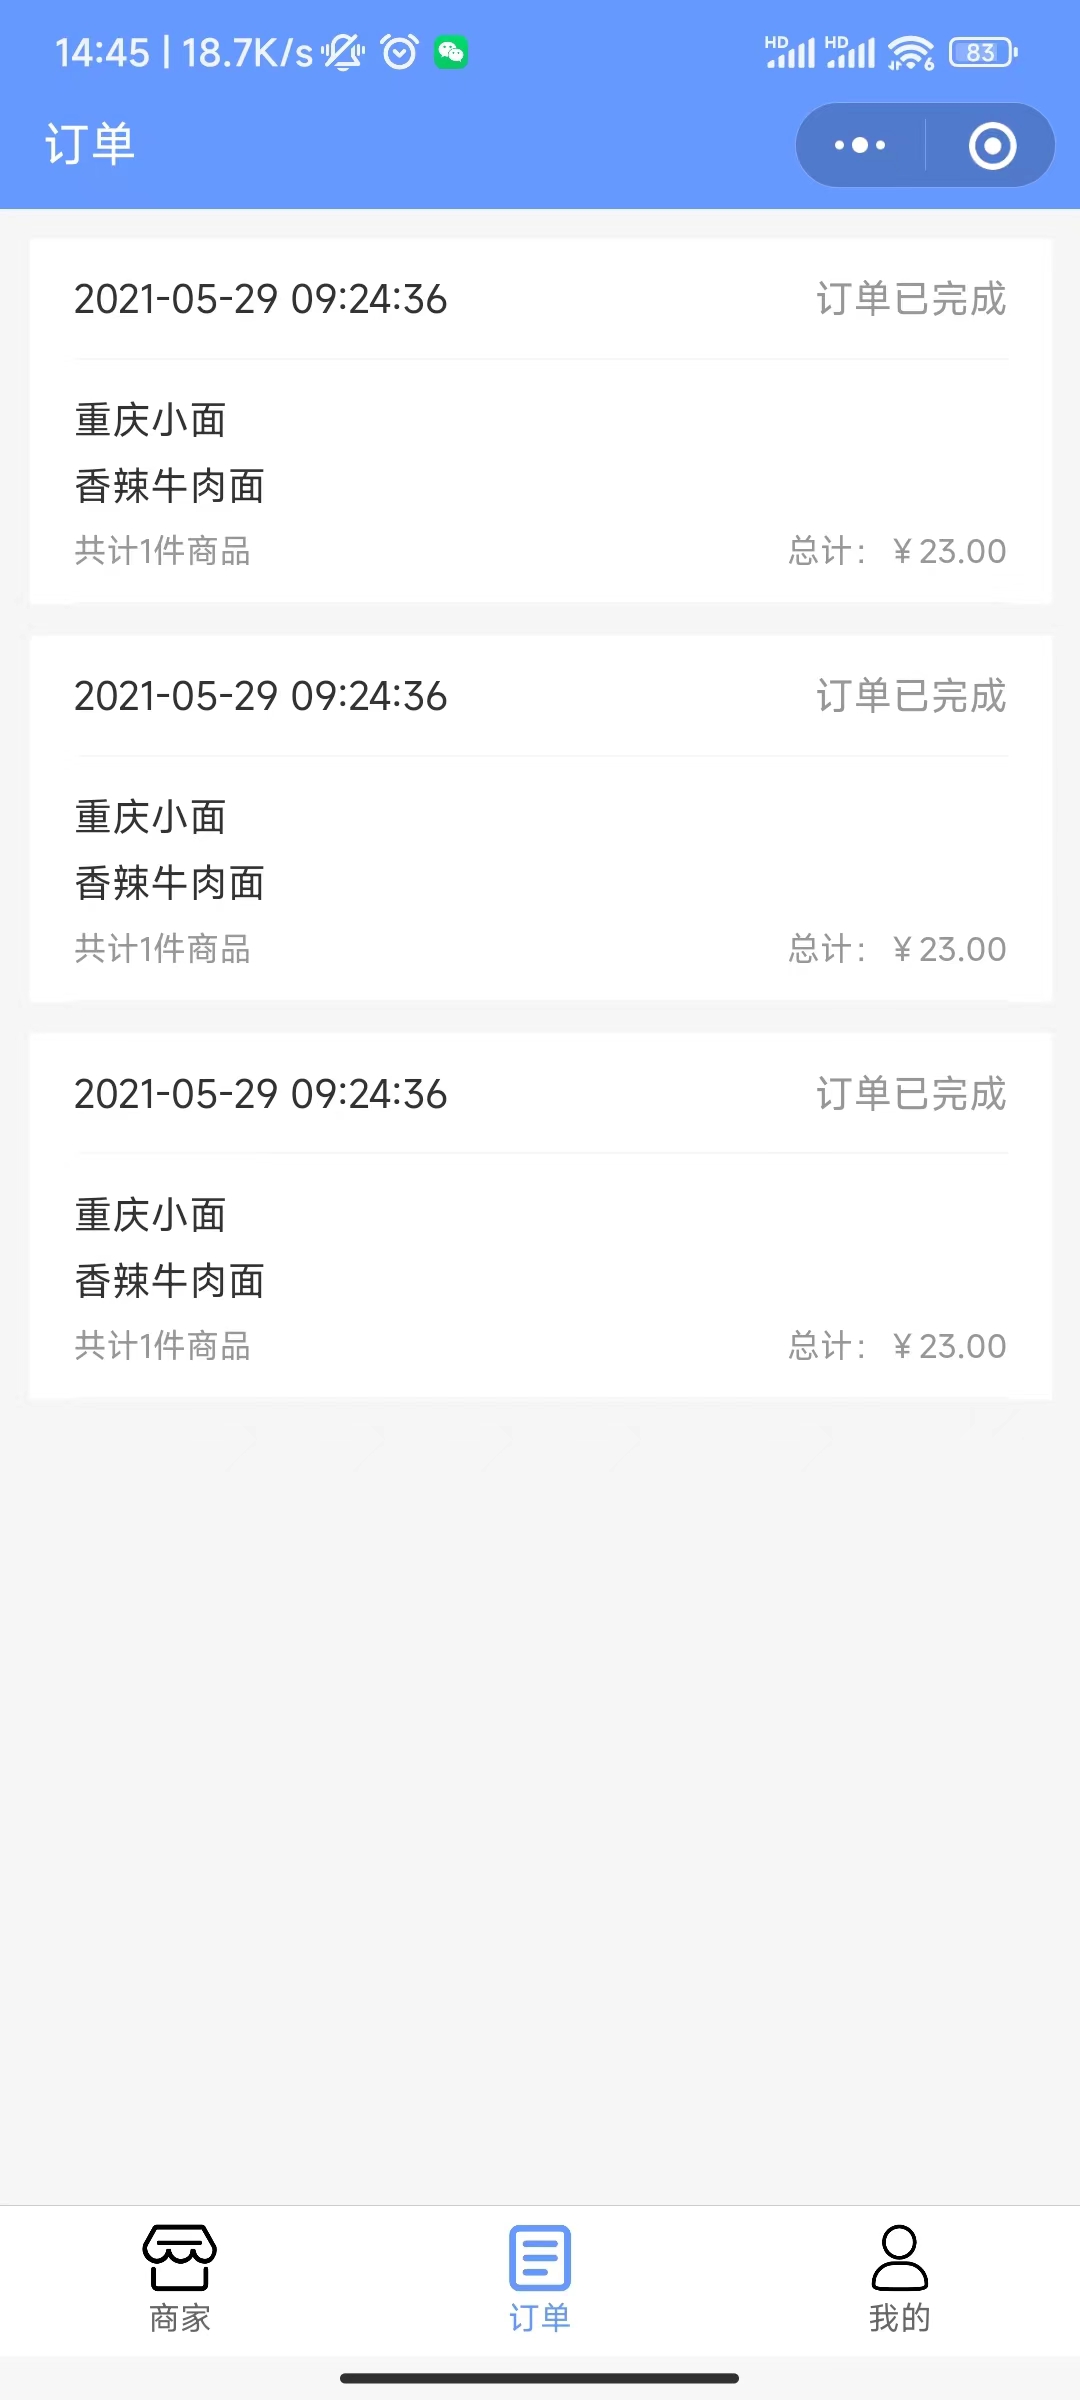 14:45 | 18.7K/s HD HD 6 83
订单
2021-05-29 09:24:36 订单已完成
重庆小面
香辣牛肉面
共计1件商品 总计： ￥23.00
2021-05-29 09:24:36 订单已完成
重庆小面
香辣牛肉面
共计1件商品 总计： ￥23.00
2021-05-29 09:24:36 订单已完成
重庆小面
香辣牛肉面
共计1件商品 总计： ￥23.00
商家 订单 我的